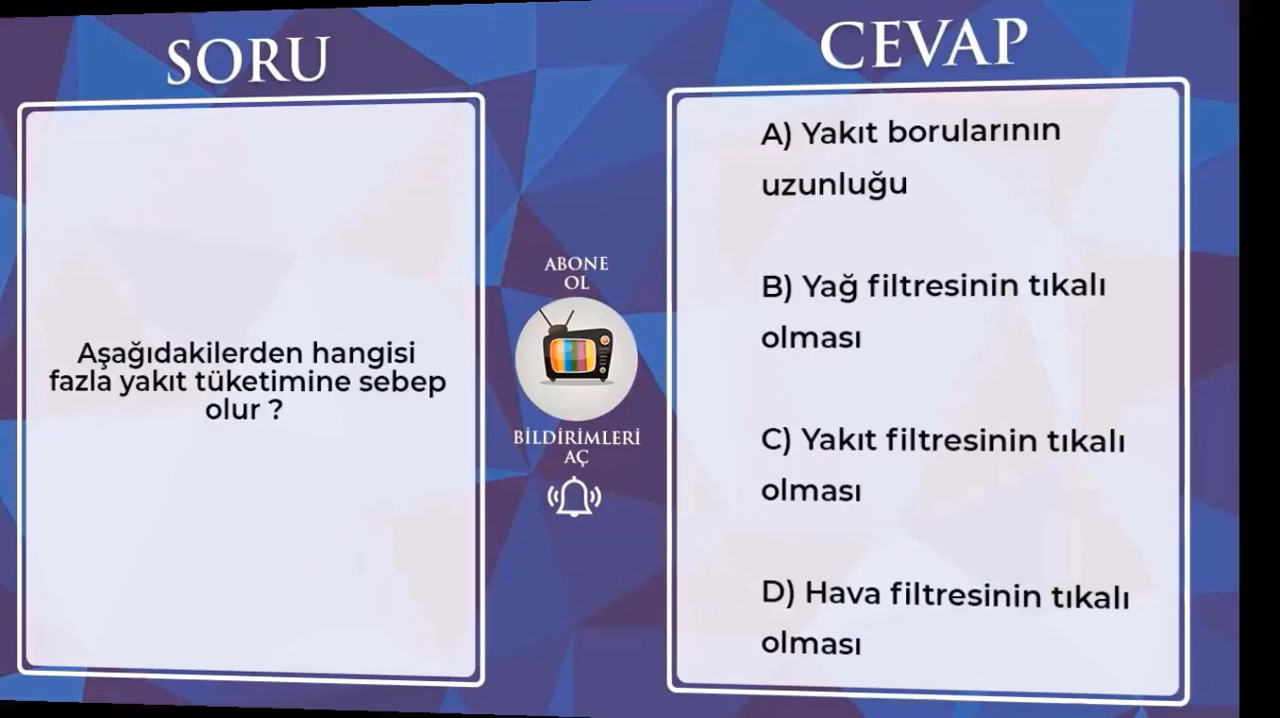 SORU
Aşağıdakilerden hangisi
fazla yakıt tüketimine sebep
olur ?
ABONE
OL
BİLDİRİMLERİ
AÇ
CEVAP
A) Yakıt borularının
uzunluğu
B) Yağ filtresinin tıkalı
olması
C) Yakıt filtresinin tıkalı
olması
D) Hava filtresinin tıkalı
olması